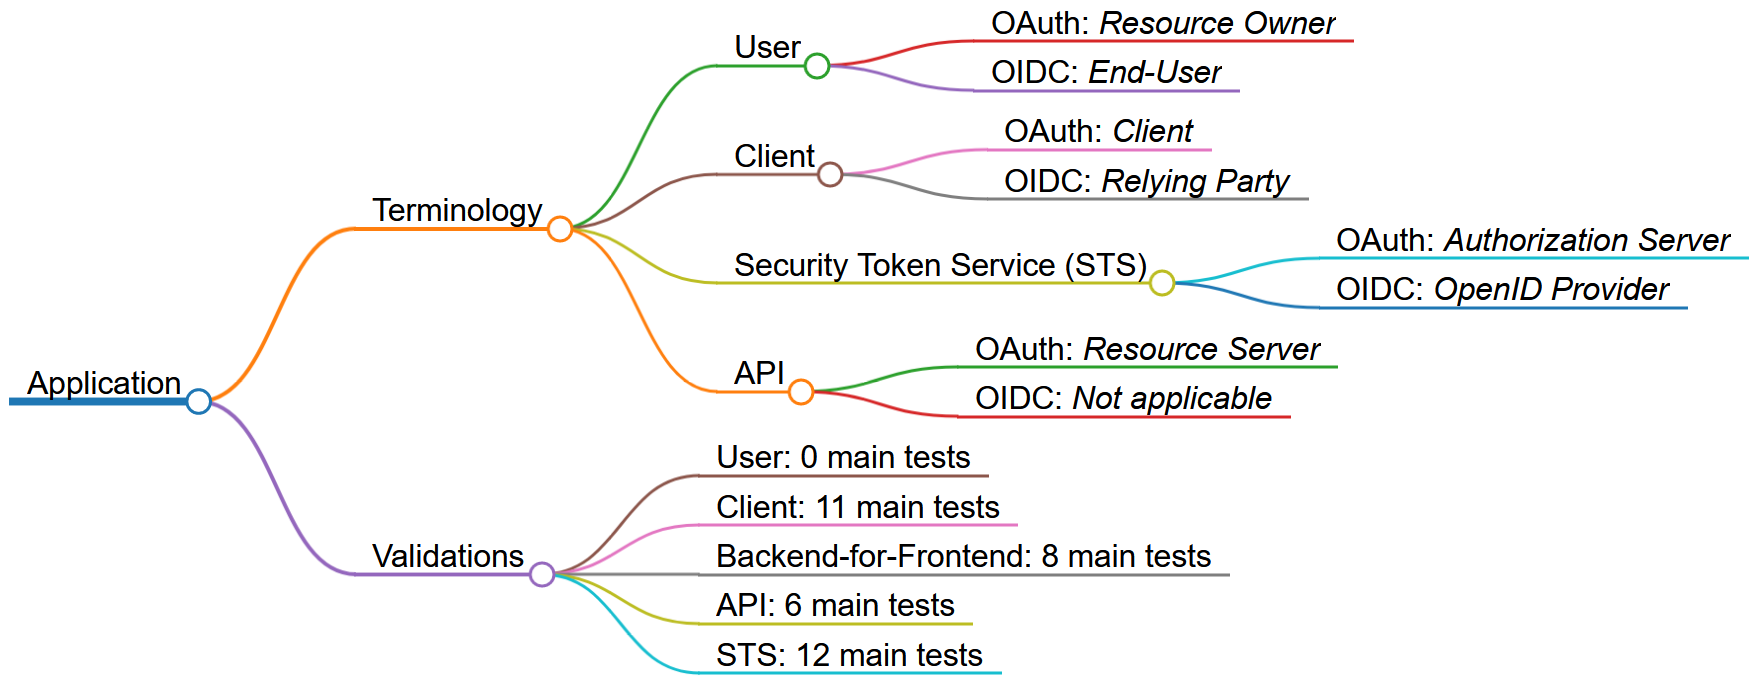 Application
Terminology
User
OAuth: Resource Owner
OIDC: End-User
Client
OAuth: Client
OIDC: Relying Party
Security Token Service (STS)
OAuth: Authorization Server
OIDC: OpenID Provider
API
OAuth: Resource Server
OIDC: Not applicable
Validations
User: 0 main tests
Client: 11 main tests
Backend-for-Frontend: 8 main tests
API: 6 main tests
STS: 12 main tests